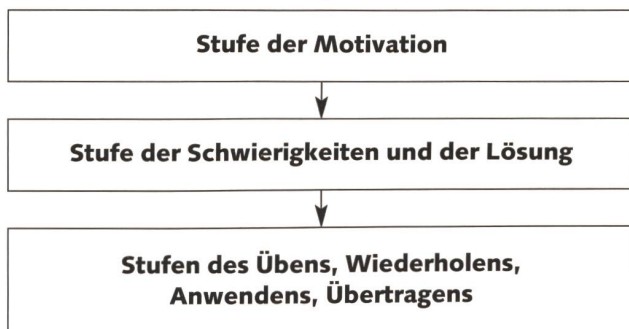 Stufe der Motivation
Stufe der Schwierigkeiten und der Lösung
Stufen des Übens, Wiederholens,
Anwendens, Übertragens